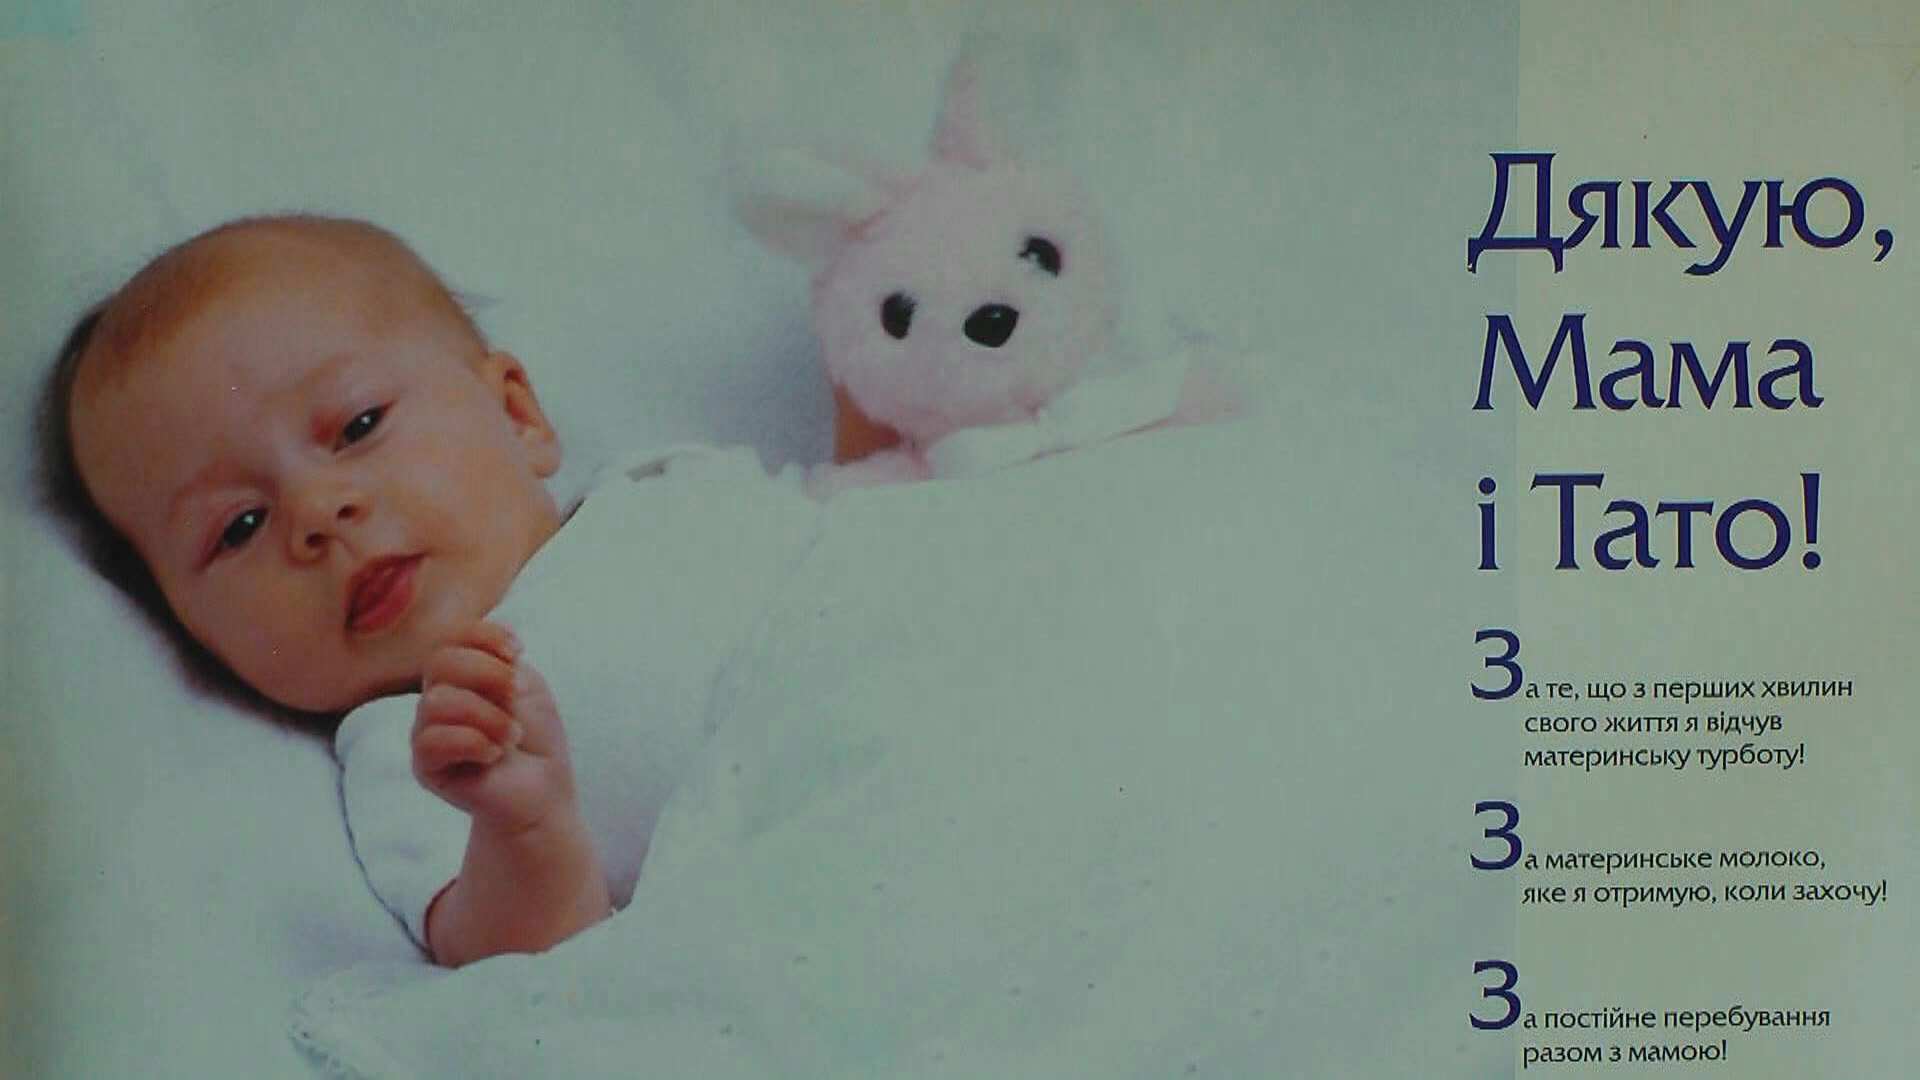 Дякую,
Мама
і Тато!
За те, що з перших хвилин
свого життя я відчув
материнську турботу!
За материнське молоко,
яке я отримую, коли захочу!
За постійне перебування
разом з мамою!